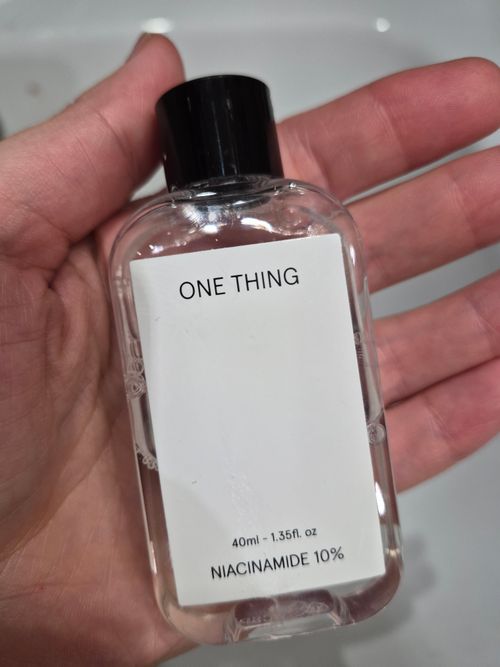 ONE THING
40ml - 1.35fl. oz
NIACINAMIDE 10%